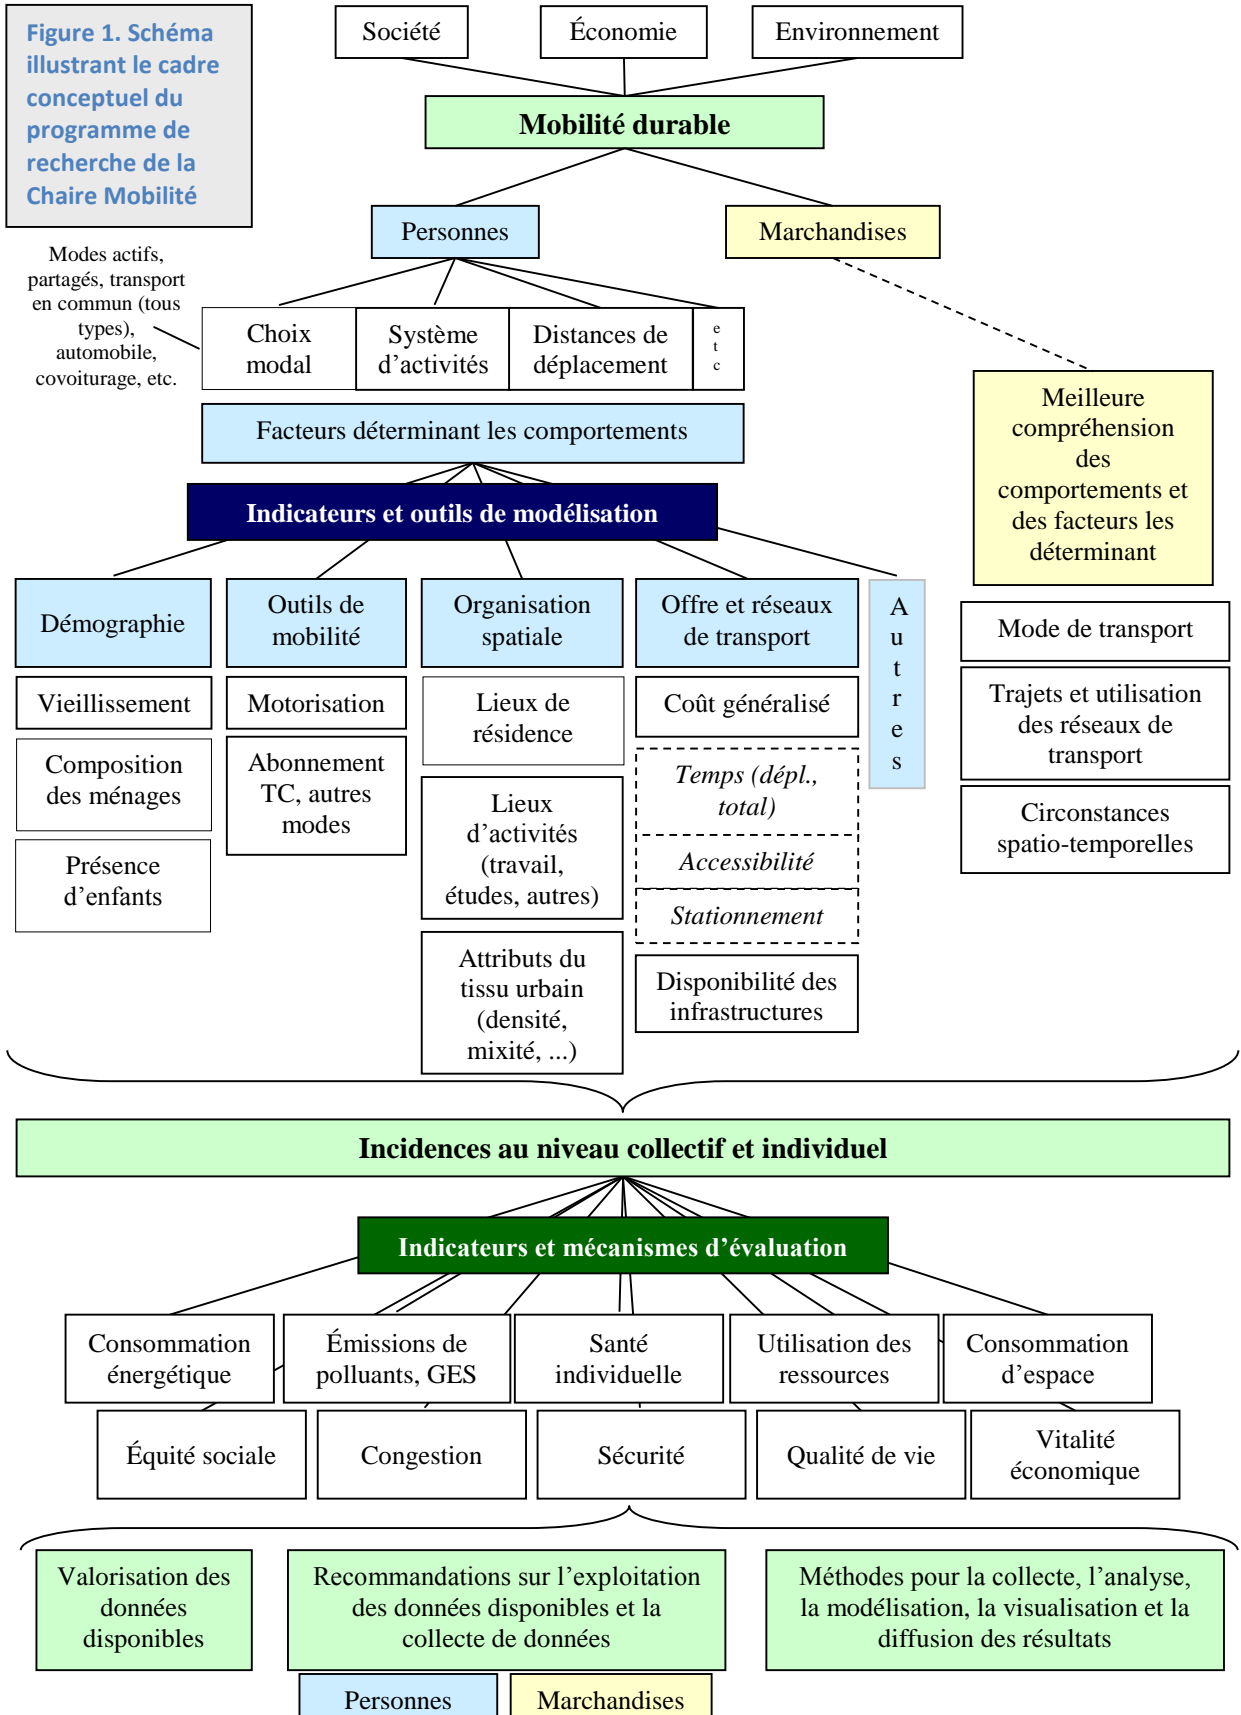 Figure 1. Schéma
illustrant le cadre
conceptuel du
programme de
recherche de la
Chaire Mobilité
Société
Économie
Environnement
Mobilité durable
Personnes
Marchandises
Modes actifs,
partagés, transport
en commun (tous
types),
automobile,
covoiturage, etc.
Choix
modal
Système
d’activités
Distances de
déplacement
e
t
c
Facteurs déterminant les comportements
Meilleure
compréhension
des
comportements et
des facteurs les
déterminant
Indicateurs et outils de modélisation
Démographie
Outils de
mobilité
Organisation
spatiale
Offre et réseaux
de transport
A
u
t
r
e
s
Vieillissement
Composition
des ménages
Présence
d’enfants
Motorisation
Abonnement
TC, autres
modes
Lieux de
résidence
Lieux
d’activités
(travail,
études, autres)
Attributs du
tissu urbain
(densité,
mixité, ...)
Coût généralisé
Temps (dépl.,
total)
Accessibilité
Stationnement
Disponibilité des
infrastructures
Mode de transport
Trajets et utilisation
des réseaux de
transport
Circonstances
spatio-temporelles
Incidences au niveau collectif et individuel
Indicateurs et mécanismes d’évaluation
Consommation
énergétique
Émissions de
polluants, GES
Santé
individuelle
Utilisation des
ressources
Consommation
d’espace
Équité sociale
Congestion
Sécurité
Qualité de vie
Vitalité
économique
Valorisation des
données
disponibles
Recommandations sur l’exploitation
des données disponibles et la
collecte de données
Méthodes pour la collecte, l’analyse,
la modélisation, la visualisation et la
diffusion des résultats
Personnes
Marchandises